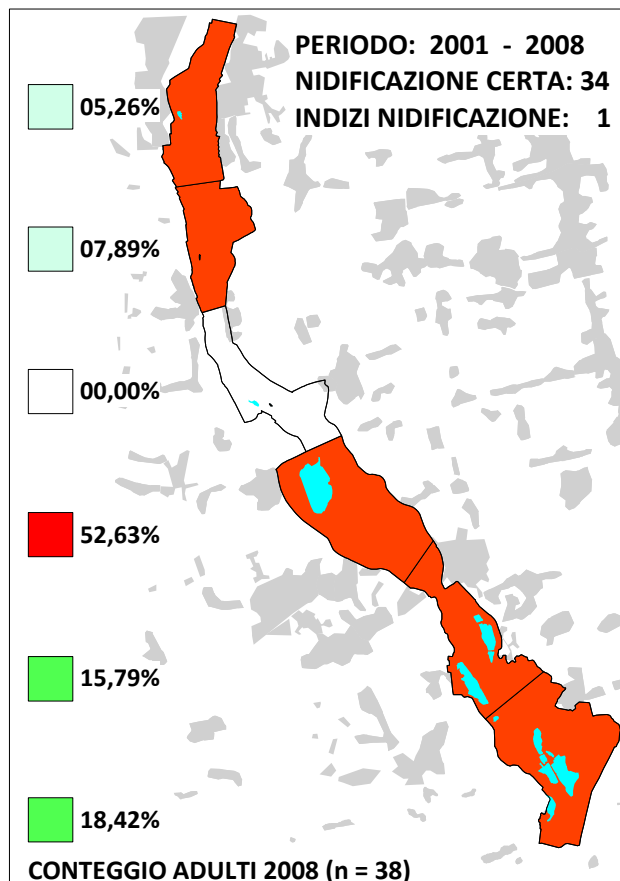 PERIODO: 2001 - 2008
NIDIFICAZIONE CERTA: 34
INDIZI NIDIFICAZIONE: 1
05,26%
07,89%
00,00%
52,63%
15,79%
18,42%
CONTEGGIO ADULTI 2008 (n = 38)